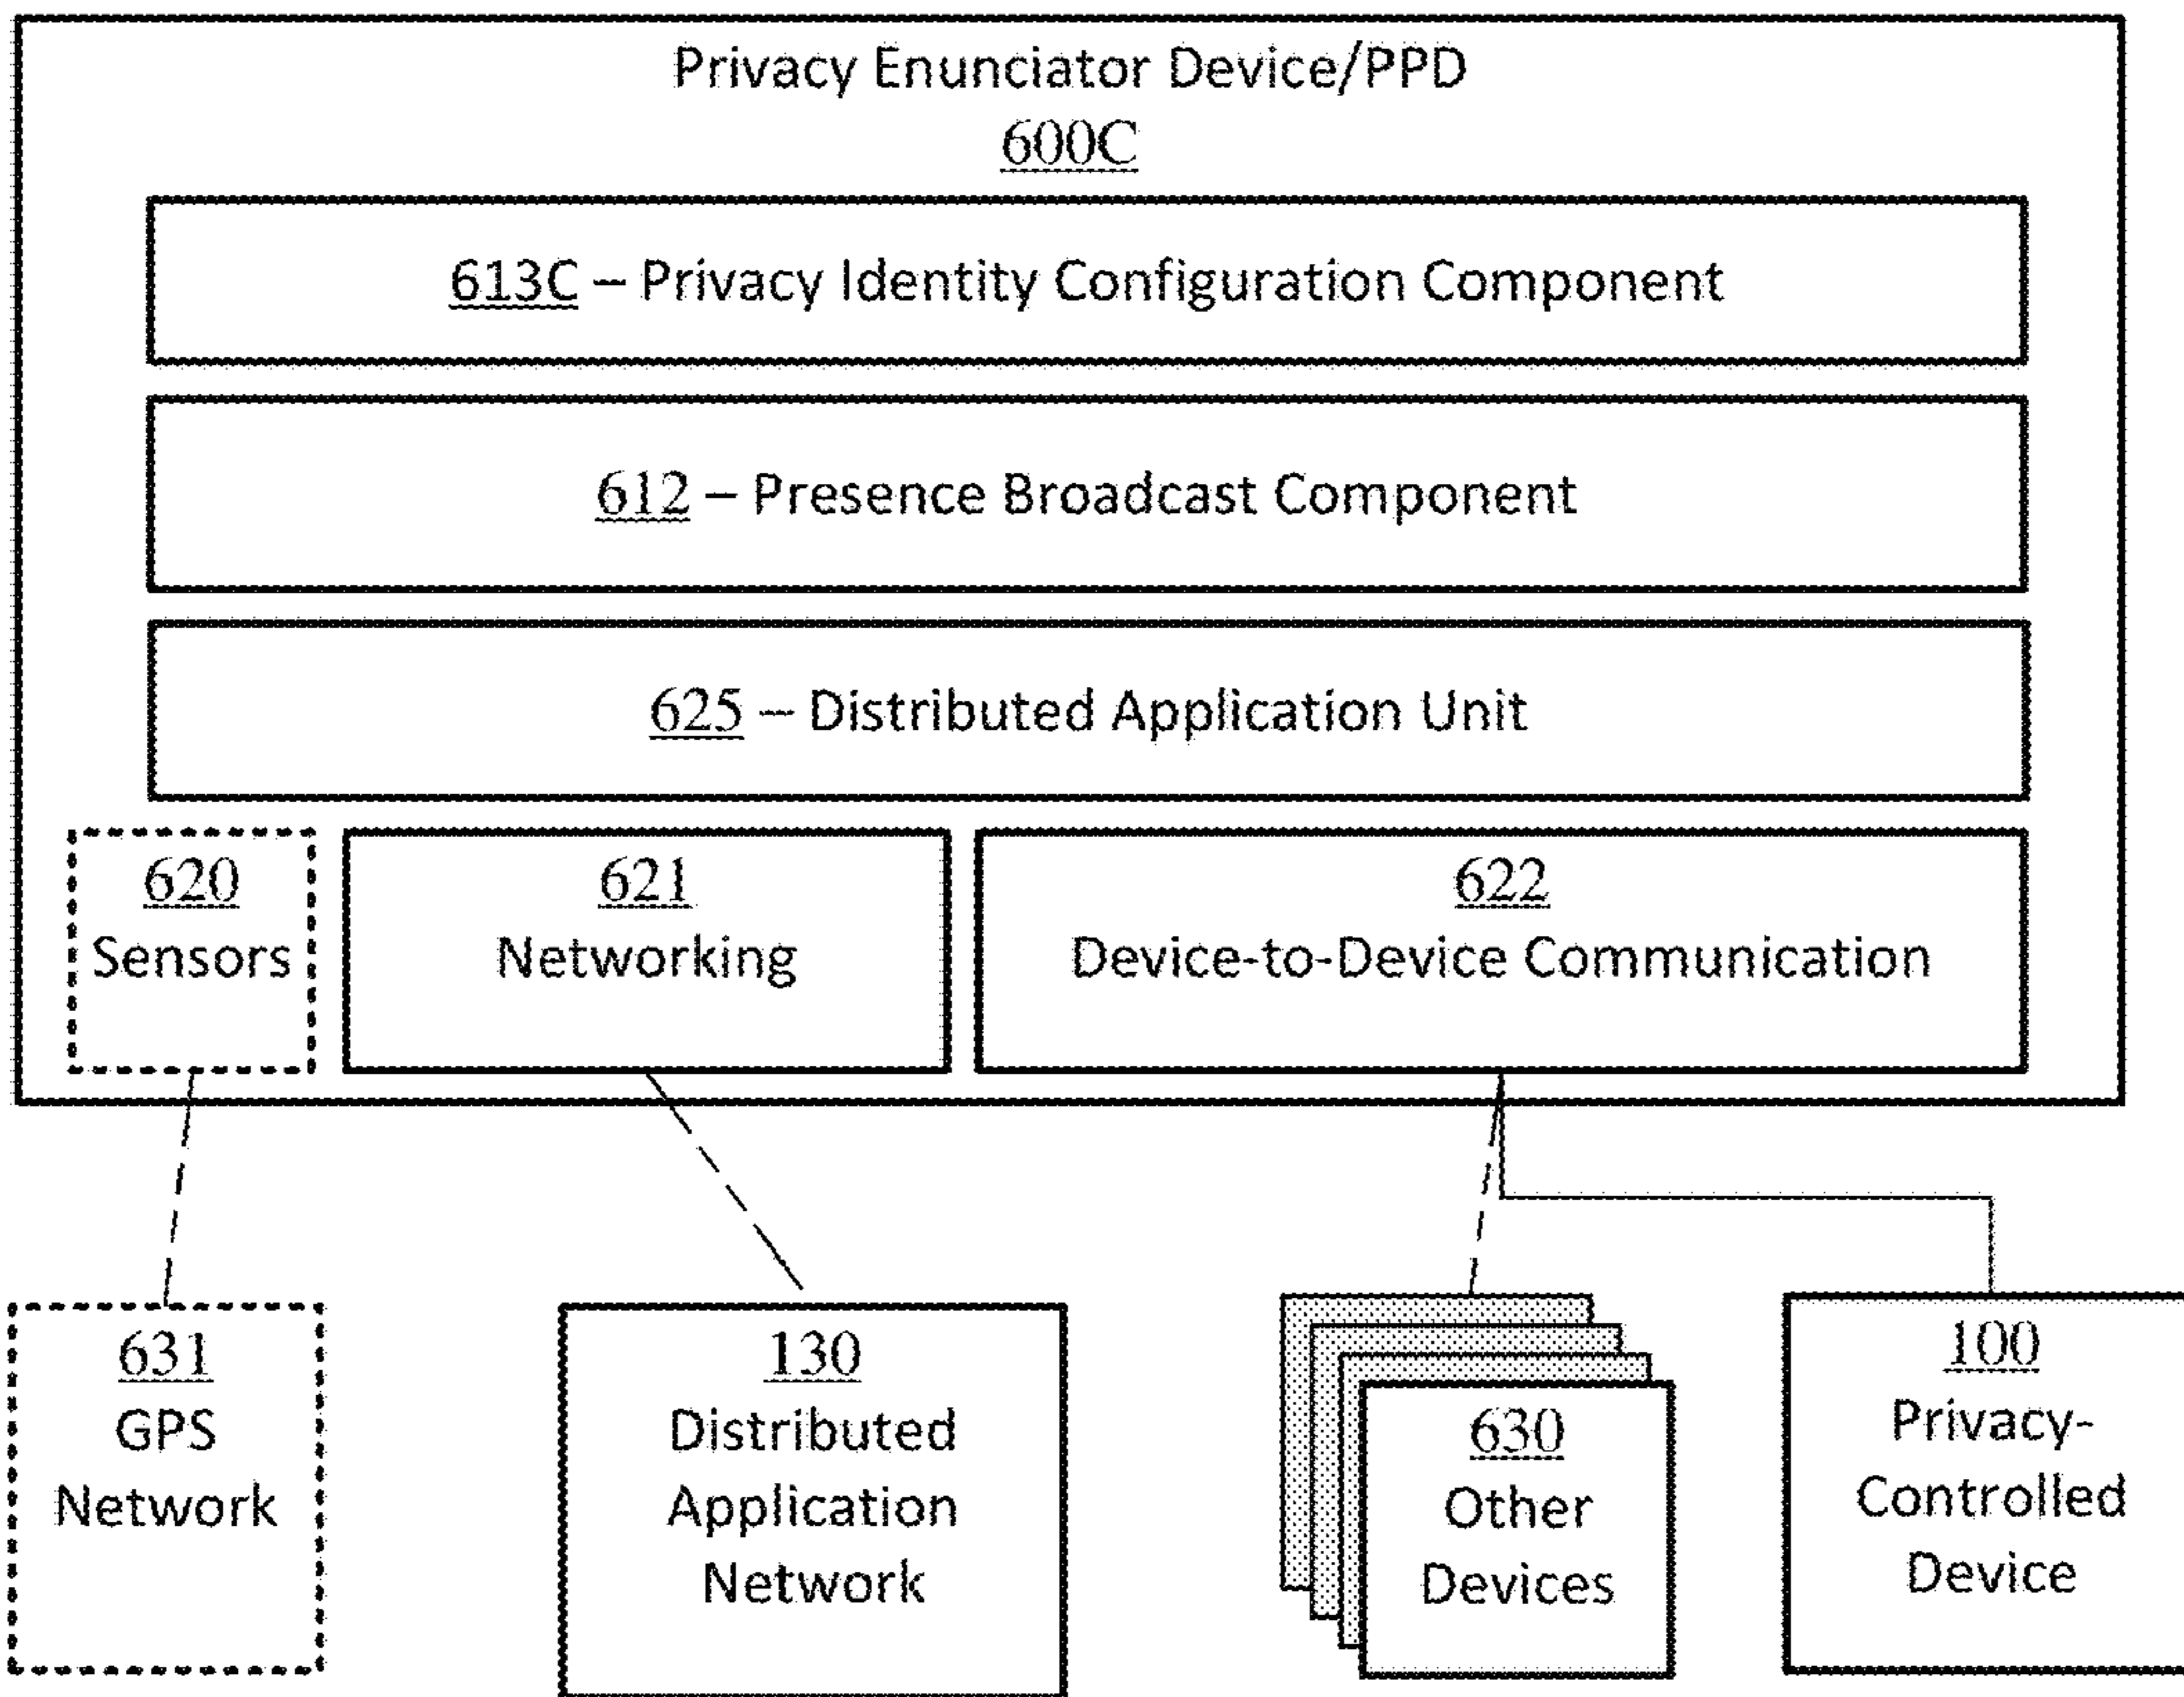 Privacy Enunciator Device/PPD
600C
613C – Privacy Identity Configuration Component
612 – Presence Broadcast Component
625 – Distributed Application Unit
620
Sensors
621
Networking
622
Device-to-Device Communication
631
GPS
Network
130
Distributed
Application
Network
630
Other
Devices
100
Privacy-
Controlled
Device